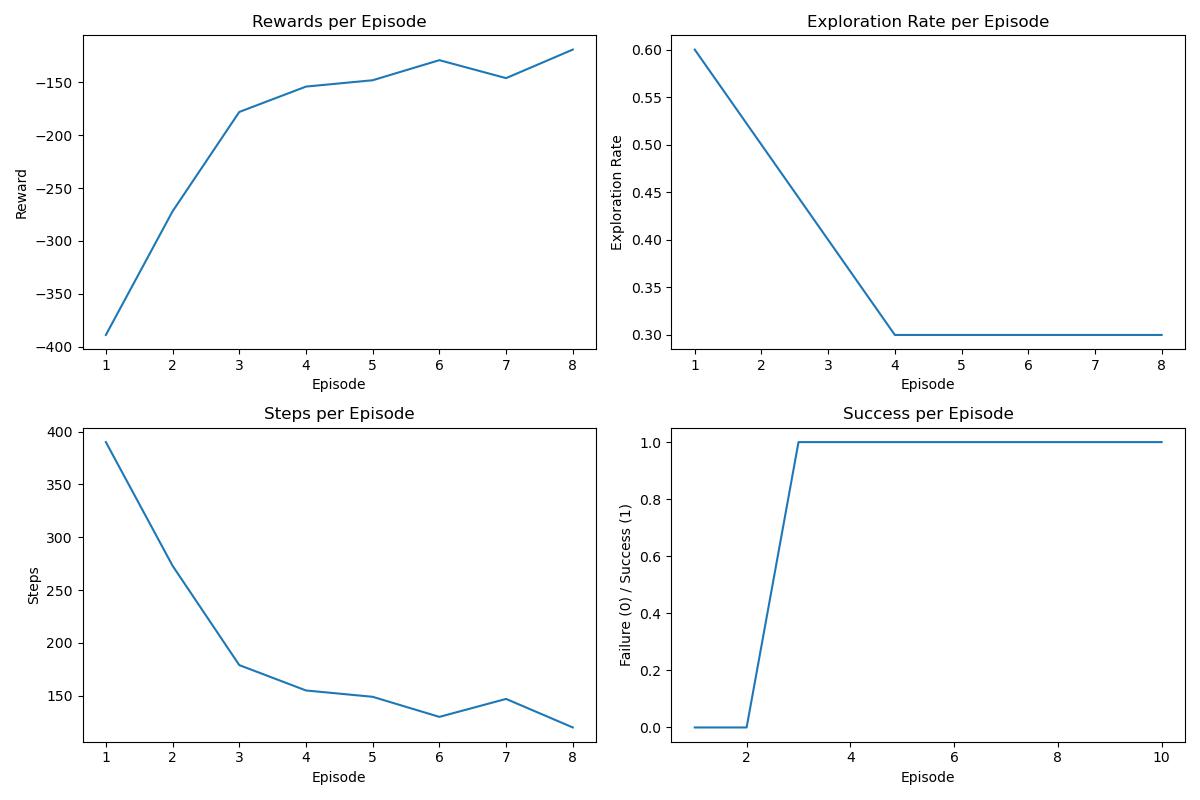 Rewards per Episode
Reward
−150
−200
−250
−300
−350
−400
1 2 3 4 5 6 7 8
Episode
Exploration Rate per Episode
Exploration Rate
0.60
0.55
0.50
0.45
0.40
0.35
0.30
1 2 3 4 5 6 7 8
Episode
Steps per Episode
Steps
400
350
300
250
200
150
1 2 3 4 5 6 7 8
Episode
Success per Episode
Failure (0) / Success (1)
1.0
0.8
0.6
0.4
0.2
0.0
2 4 6 8 10
Episode